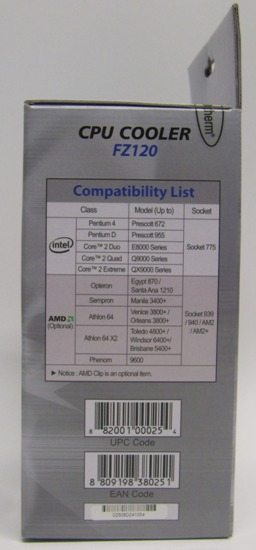 therm®
CPU COOLER
FZ120
Compatibility List
Class Model (Up to) Socket
intel
Pentium 4 Prescott 672
Pentium D Prescott 955
Core™ 2 Duo E8000 Series
Core™ 2 Quad Q9000 Series
Core™ 2 Extreme QX9000 Series
Socket 775
AMD
(Optional)
Opteron Egypt 870 /
Santa Ana 1210
Sempron Manila 3400+
Athlon 64 Venice 3800+ /
Orleans 3800+
Athlon 64 X2 Toledo 4800+ /
Windsor 6400+/
Brisbane 5400+
Phenom 9600
Socket 939
/ 940 / AM2
/ AM2+
► Notice : AMD Clip is an optional item.
8 82001 00025 4
UPC Code
8 809198 380251
EAN Code